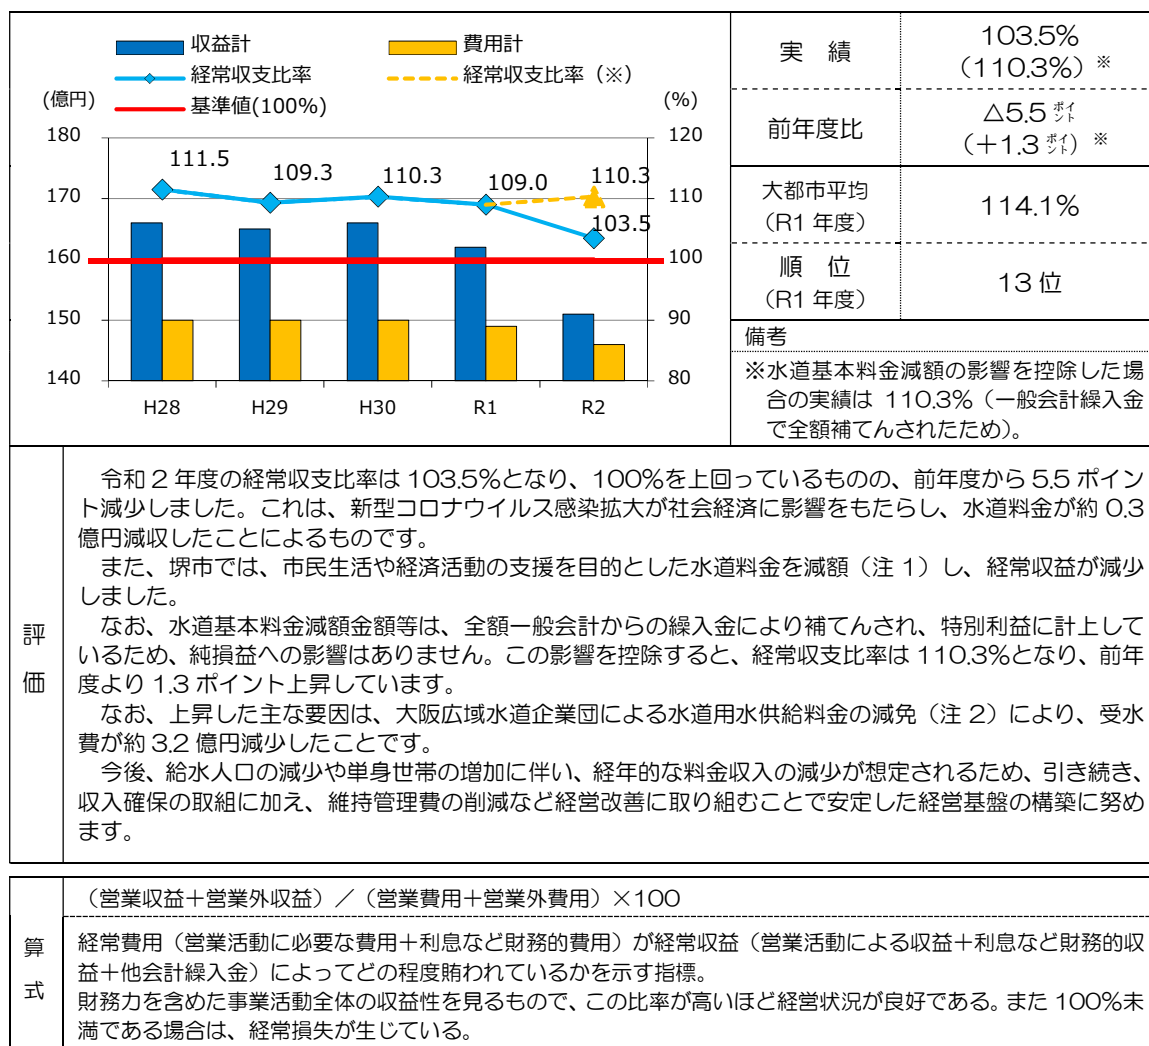 収益計
費用計
経常収支比率
経常収支比率（※）
基準値(100%)
(億円)
(%)
180
170
160
150
140
120
110
100
90
80
111.5
109.3
110.3
109.0
110.3
103.5
H28
H29
H30
R1
R2
実　績
103.5%
（110.3%）※
前年度比
△5.5 ポイント
（＋1.3 ポイント）※
大都市平均
（R1 年度）
114.1%
順　位
（R1 年度）
13 位
備考
※水道基本料金減額の影響を控除した場
合の実績は 110.3%（一般会計繰入金
で全額補てんされたため）。
評価
令和 2 年度の経常収支比率は 103.5%となり、100%を上回っているものの、前年度から 5.5 ポイン
ト減少しました。これは、新型コロナウイルス感染拡大が社会経済に影響をもたらし、水道料金が約 0.3
億円減収したことによるものです。
また、堺市では、市民生活や経済活動の支援を目的とした水道料金を減額（注 1）し、経常収益が減少
しました。
なお、水道基本料金減額金額等は、全額一般会計からの繰入金により補てんされ、特別利益に計上して
いるため、純損益への影響はありません。この影響を控除すると、経常収支比率は 110.3%となり、前年
度より 1.3 ポイント上昇しています。
なお、上昇した主な要因は、大阪広域水道企業団による水道用水供給料金の減免（注 2）により、受水
費が約 3.2 億円減少したことです。
今後、給水人口の減少や単身世帯の増加に伴い、経年的な料金収入の減少が想定されるため、引き続き、
収入確保の取組に加え、維持管理費の削減など経営改善に取り組むことで安定した経営基盤の構築に努め
ます。
算式
（営業収益＋営業外収益）／（営業費用＋営業外費用）×100
経常費用（営業活動に必要な費用＋利息など財務的費用）が経常収益（営業活動による収益＋利息など財務的収
益＋他会計繰入金）によってどの程度賄われているかを示す指標。
財務力を含めた事業活動全体の収益性を見るもので、この比率が高いほど経営状況が良好である。また 100%未
満である場合は、経常損失が生じている。